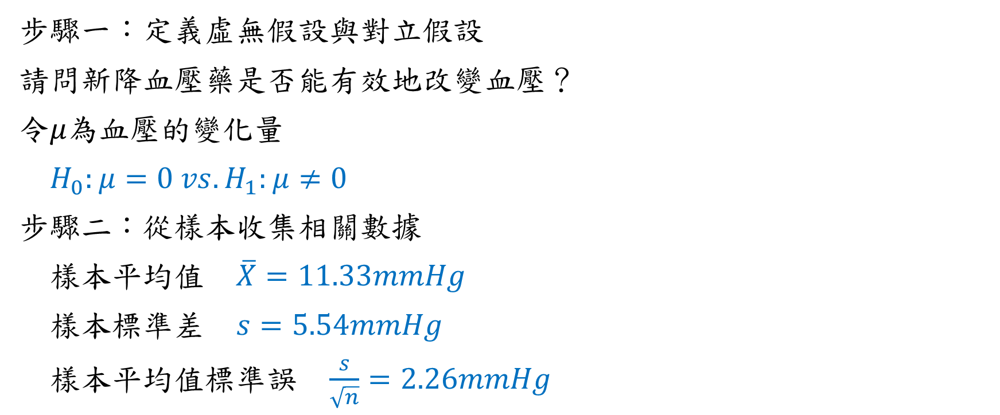 步驟一：定義虛無假設與對立假設
請問新降血壓藥是否能有效地改變血壓？
令μ為血壓的變化量
H₀: μ = 0 vs. H₁: μ ≠ 0
步驟二：從樣本收集相關數據
樣本平均值 X̄ = 11.33mmHg
樣本標準差 s = 5.54mmHg
樣本平均值標準誤 s/√n = 2.26mmHg